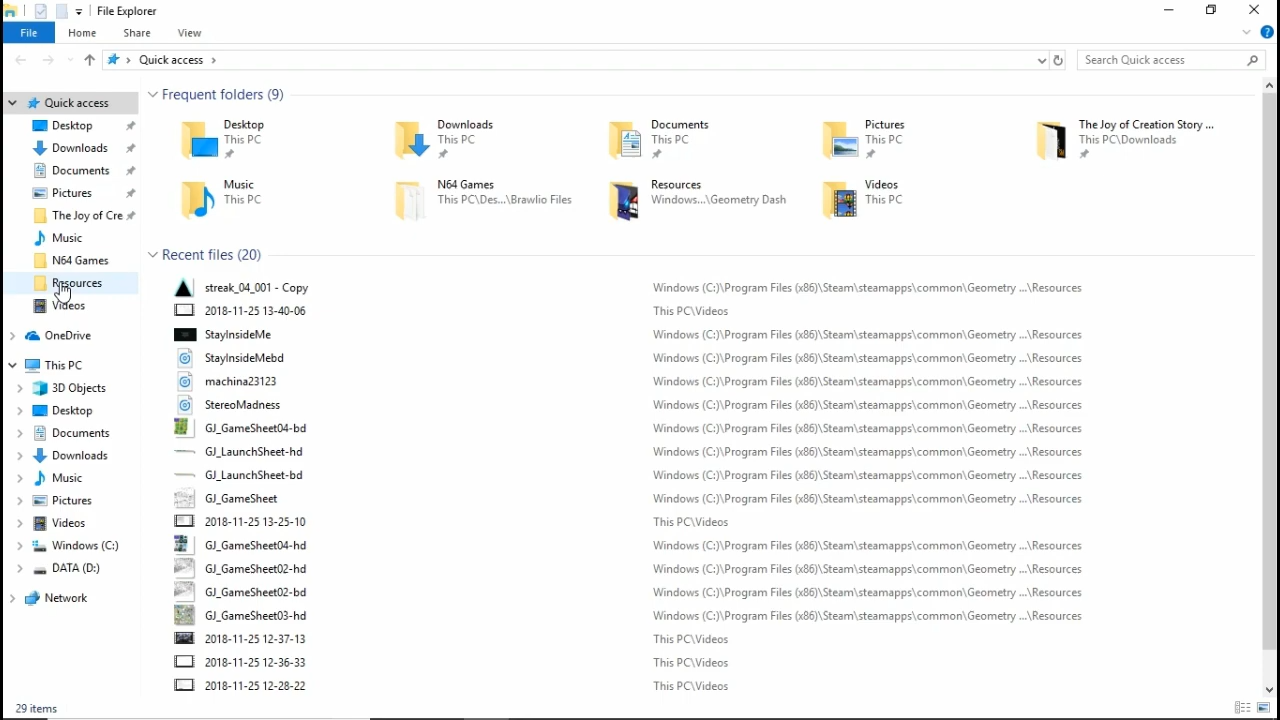 File Explorer
File Home Share View
Quick access
Search Quick access
Quick access
Desktop
Downloads
Documents
Pictures
The Joy of Cre
Music
N64 Games
Resources
Videos
OneDrive
This PC
3D Objects
Desktop
Documents
Downloads
Music
Pictures
Videos
Windows (C:)
DATA (D:)
Network
Frequent folders (9)
Desktop
This PC
Downloads
This PC
Documents
This PC
Pictures
This PC
The Joy of Creation Story ...
This PC\Downloads
Music
This PC
N64 Games
This PC\Des...\Brawlio Files
Resources
Windows...\Geometry Dash
Videos
This PC
Recent files (20)
streak_04_001 - Copy Windows (C:)\Program Files (x86)\Steam\steamapps\common\Geometry ...\Resources
2018-11-25 13-40-06 This PC\Videos
StayInsideMe Windows (C:)\Program Files (x86)\Steam\steamapps\common\Geometry ...\Resources
StayInsideMebd Windows (C:)\Program Files (x86)\Steam\steamapps\common\Geometry ...\Resources
machina23123 Windows (C:)\Program Files (x86)\Steam\steamapps\common\Geometry ...\Resources
StereoMadness Windows (C:)\Program Files (x86)\Steam\steamapps\common\Geometry ...\Resources
GJ_GameSheet04-bd Windows (C:)\Program Files (x86)\Steam\steamapps\common\Geometry ...\Resources
GJ_LaunchSheet-hd Windows (C:)\Program Files (x86)\Steam\steamapps\common\Geometry ...\Resources
GJ_LaunchSheet-bd Windows (C:)\Program Files (x86)\Steam\steamapps\common\Geometry ...\Resources
GJ_GameSheet Windows (C:)\Program Files (x86)\Steam\steamapps\common\Geometry ...\Resources
2018-11-25 13-25-10 This PC\Videos
GJ_GameSheet04-hd Windows (C:)\Program Files (x86)\Steam\steamapps\common\Geometry ...\Resources
GJ_GameSheet02-hd Windows (C:)\Program Files (x86)\Steam\steamapps\common\Geometry ...\Resources
GJ_GameSheet02-bd Windows (C:)\Program Files (x86)\Steam\steamapps\common\Geometry ...\Resources
GJ_GameSheet03-hd Windows (C:)\Program Files (x86)\Steam\steamapps\common\Geometry ...\Resources
2018-11-25 12-37-13 This PC\Videos
2018-11-25 12-36-33 This PC\Videos
2018-11-25 12-28-22 This PC\Videos
29 items